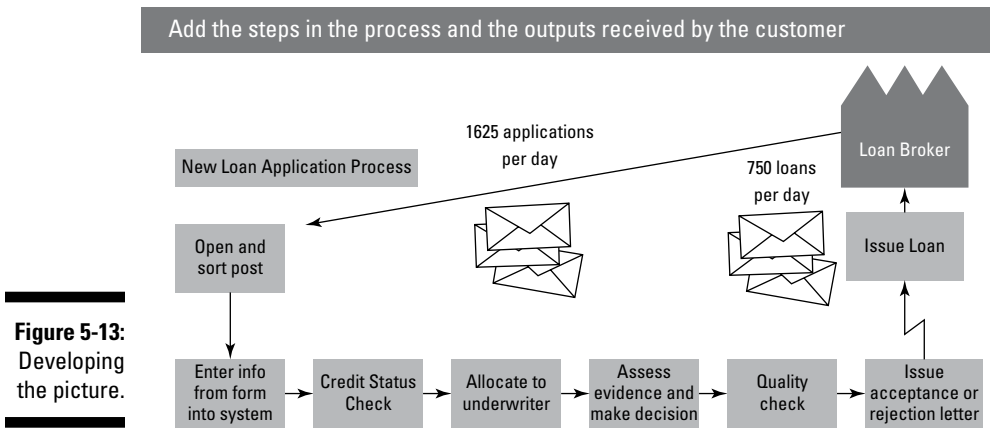 Add the steps in the process and the outputs received by the customer
1625 applications
per day
Loan Broker
New Loan Application Process
750 loans
per day
Open and
sort post
Issue Loan
Figure 5-13:
Developing
the picture.
Enter info
from form
into system
Credit Status
Check
Allocate to
underwriter
Assess
evidence and
make decision
Quality
check
Issue
acceptance or
rejection letter